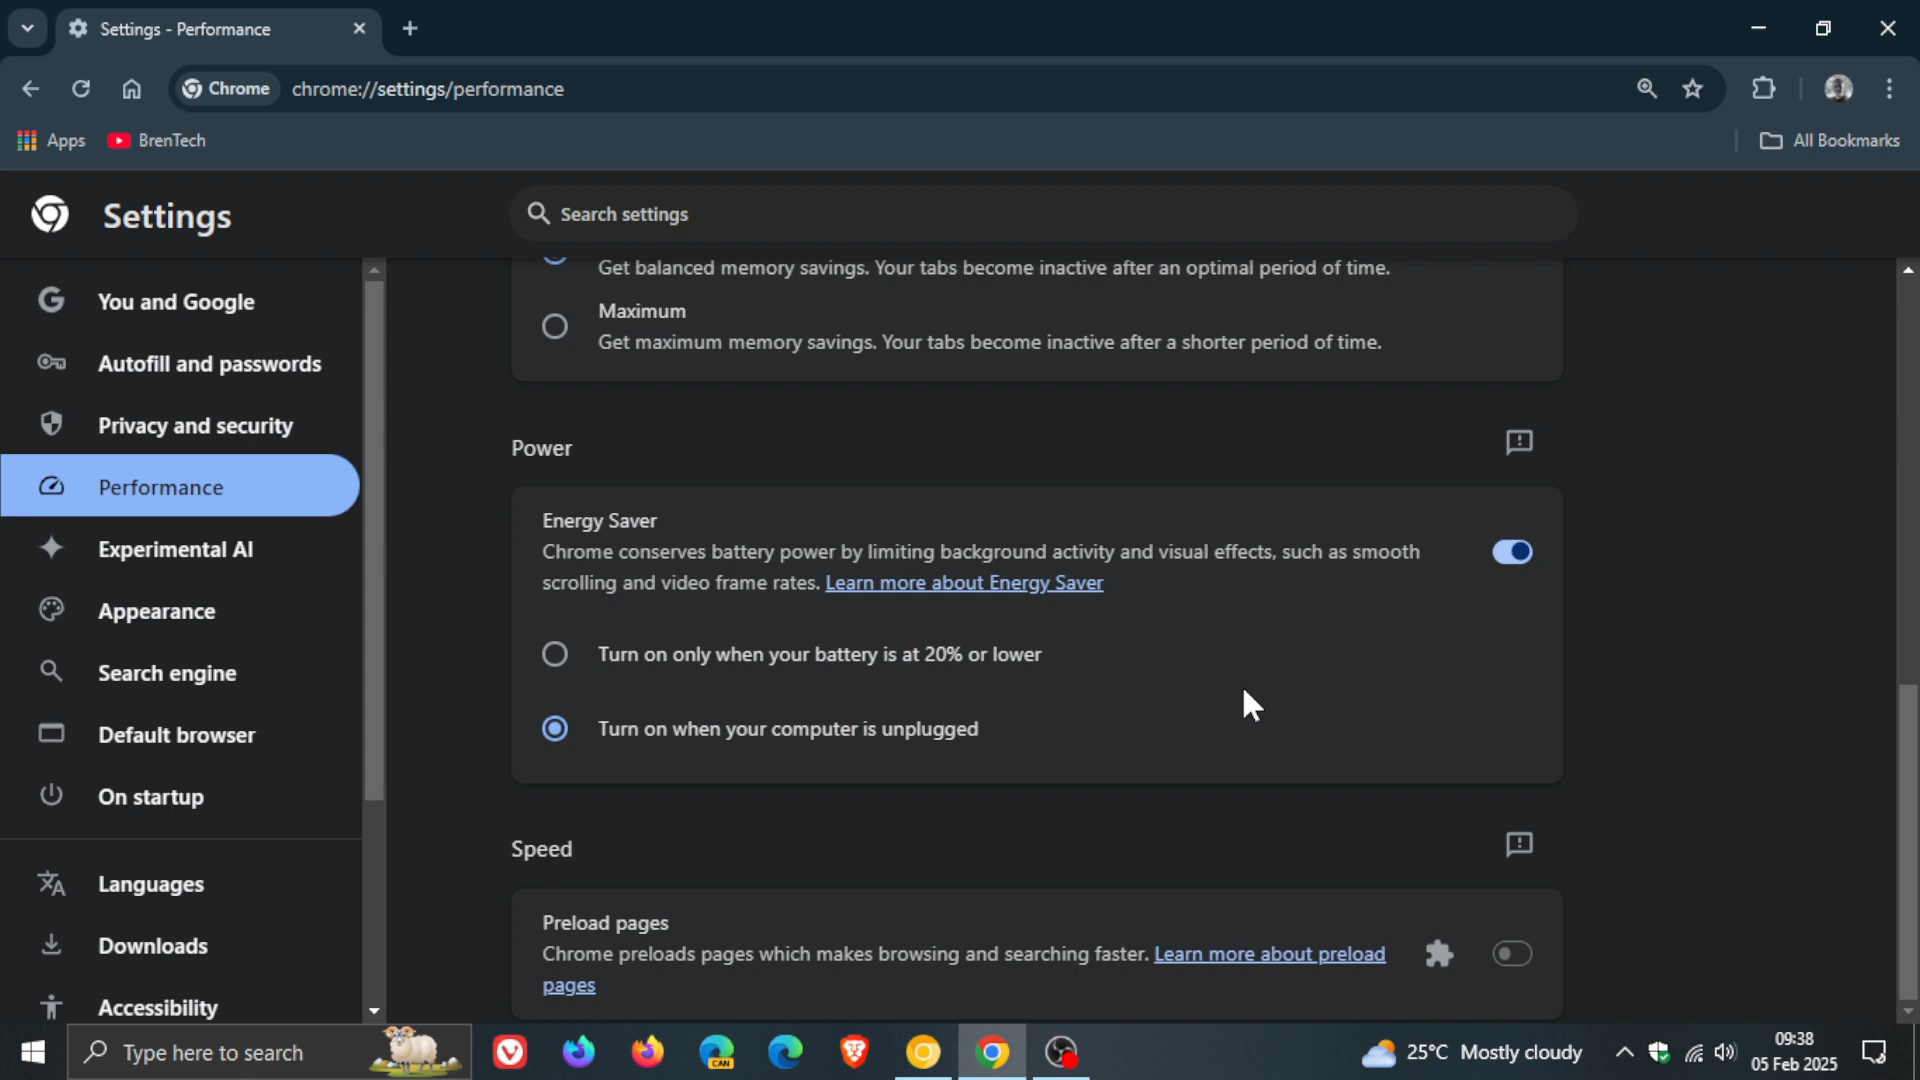 Settings - Performance
Chrome
chrome://settings/performance
Apps
BrenTech
All Bookmarks
Settings
Search settings
You and Google
Autofill and passwords
Privacy and security
Performance
Experimental AI
Appearance
Search engine
Default browser
On startup
Languages
Downloads
Accessibility
Get balanced memory savings. Your tabs become inactive after an optimal period of time.
Maximum
Get maximum memory savings. Your tabs become inactive after a shorter period of time.
Power
Energy Saver
Chrome conserves battery power by limiting background activity and visual effects, such as smooth
scrolling and video frame rates. Learn more about Energy Saver
Turn on only when your battery is at 20% or lower
Turn on when your computer is unplugged
Speed
Preload pages
Chrome preloads pages which makes browsing and searching faster. Learn more about preload
pages
Type here to search
CAN
25°C Mostly cloudy
09:38
05 Feb 2025